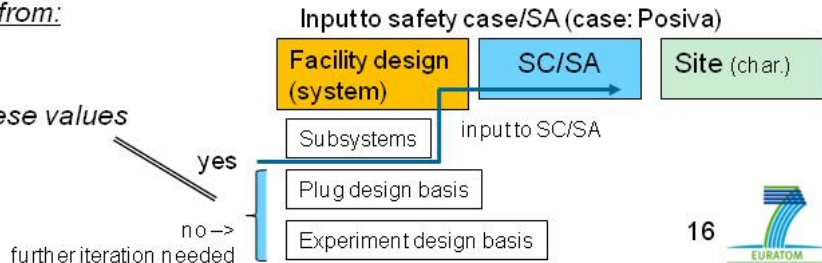 from:
Input to safety case/SA (case: Posiva)
Facility design
(system)
SC/SA
Site (char.)
ese values
Subsystems
input to SC/SA
yes
Plug design basis
no –>
further iteration needed
Experiment design basis
16
EURATOM